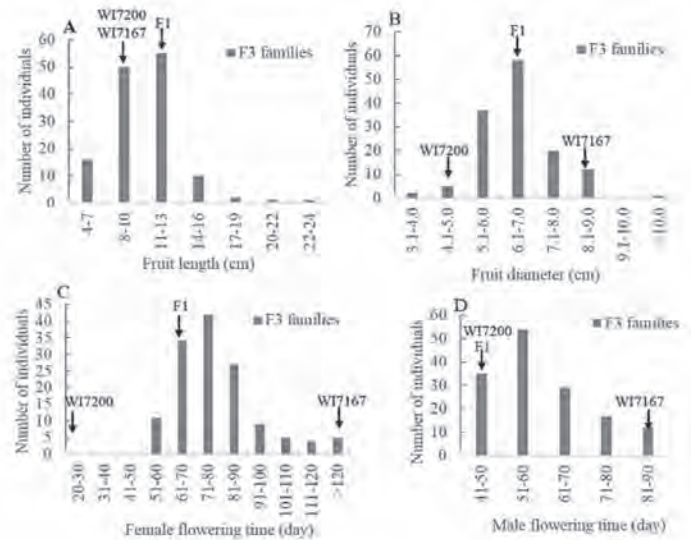 A
WI7200
WI7167
F1
F3 families
Number of individuals
60
50
40
30
20
10
0
4-7
8-10
11-13
14-16
17-19
20-22
22-24
Fruit length (cm)
B
F1
F3 families
WI7200
WI7167
Number of individuals
70
60
50
40
30
20
10
0
3.1-4.0
4.1-5.0
5.1-6.0
6.1-7.0
7.1-8.0
8.1-9.0
9.1-10.0
Fruit diameter (cm)
C
F1
F3 families
WI7200
WI7167
Number of individuals
45
40
35
30
25
20
15
10
5
0
20-30
31-40
41-50
51-60
61-70
71-80
81-90
91-100
101-110
111-120
>120
Female flowering time (day)
D
WI7200
F1
F3 families
WI7167
Number of individuals
60
50
40
30
20
10
0
41-50
51-60
61-70
71-80
81-90
Male flowering time (day)